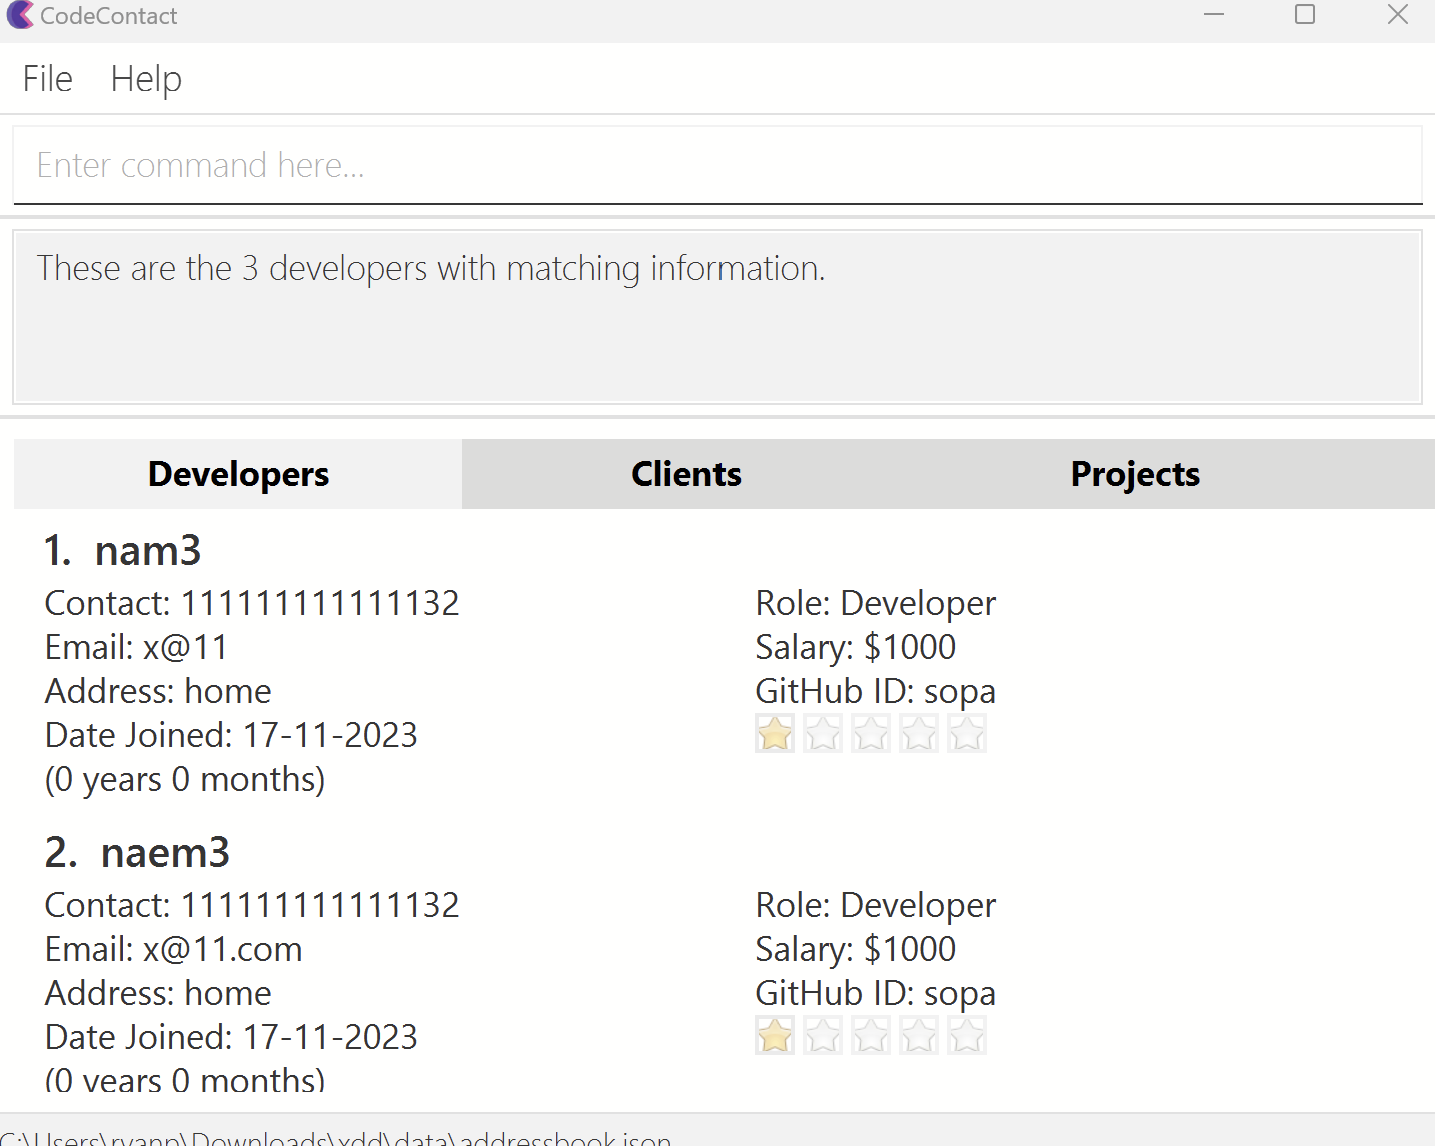 CodeContact
File Help
Enter command here...
These are the 3 developers with matching information.
Developers Clients Projects
1. nam3
Contact: 111111111111132
Email: x@11
Address: home
Date Joined: 17-11-2023
(0 years 0 months)
Role: Developer
Salary: $1000
GitHub ID: sopa
2. naem3
Contact: 111111111111132
Email: x@11.com
Address: home
Date Joined: 17-11-2023
(0 years 0 months)
Role: Developer
Salary: $1000
GitHub ID: sopa
C:\Users\ryanp\Downloads\xdd\data\addressbook.json